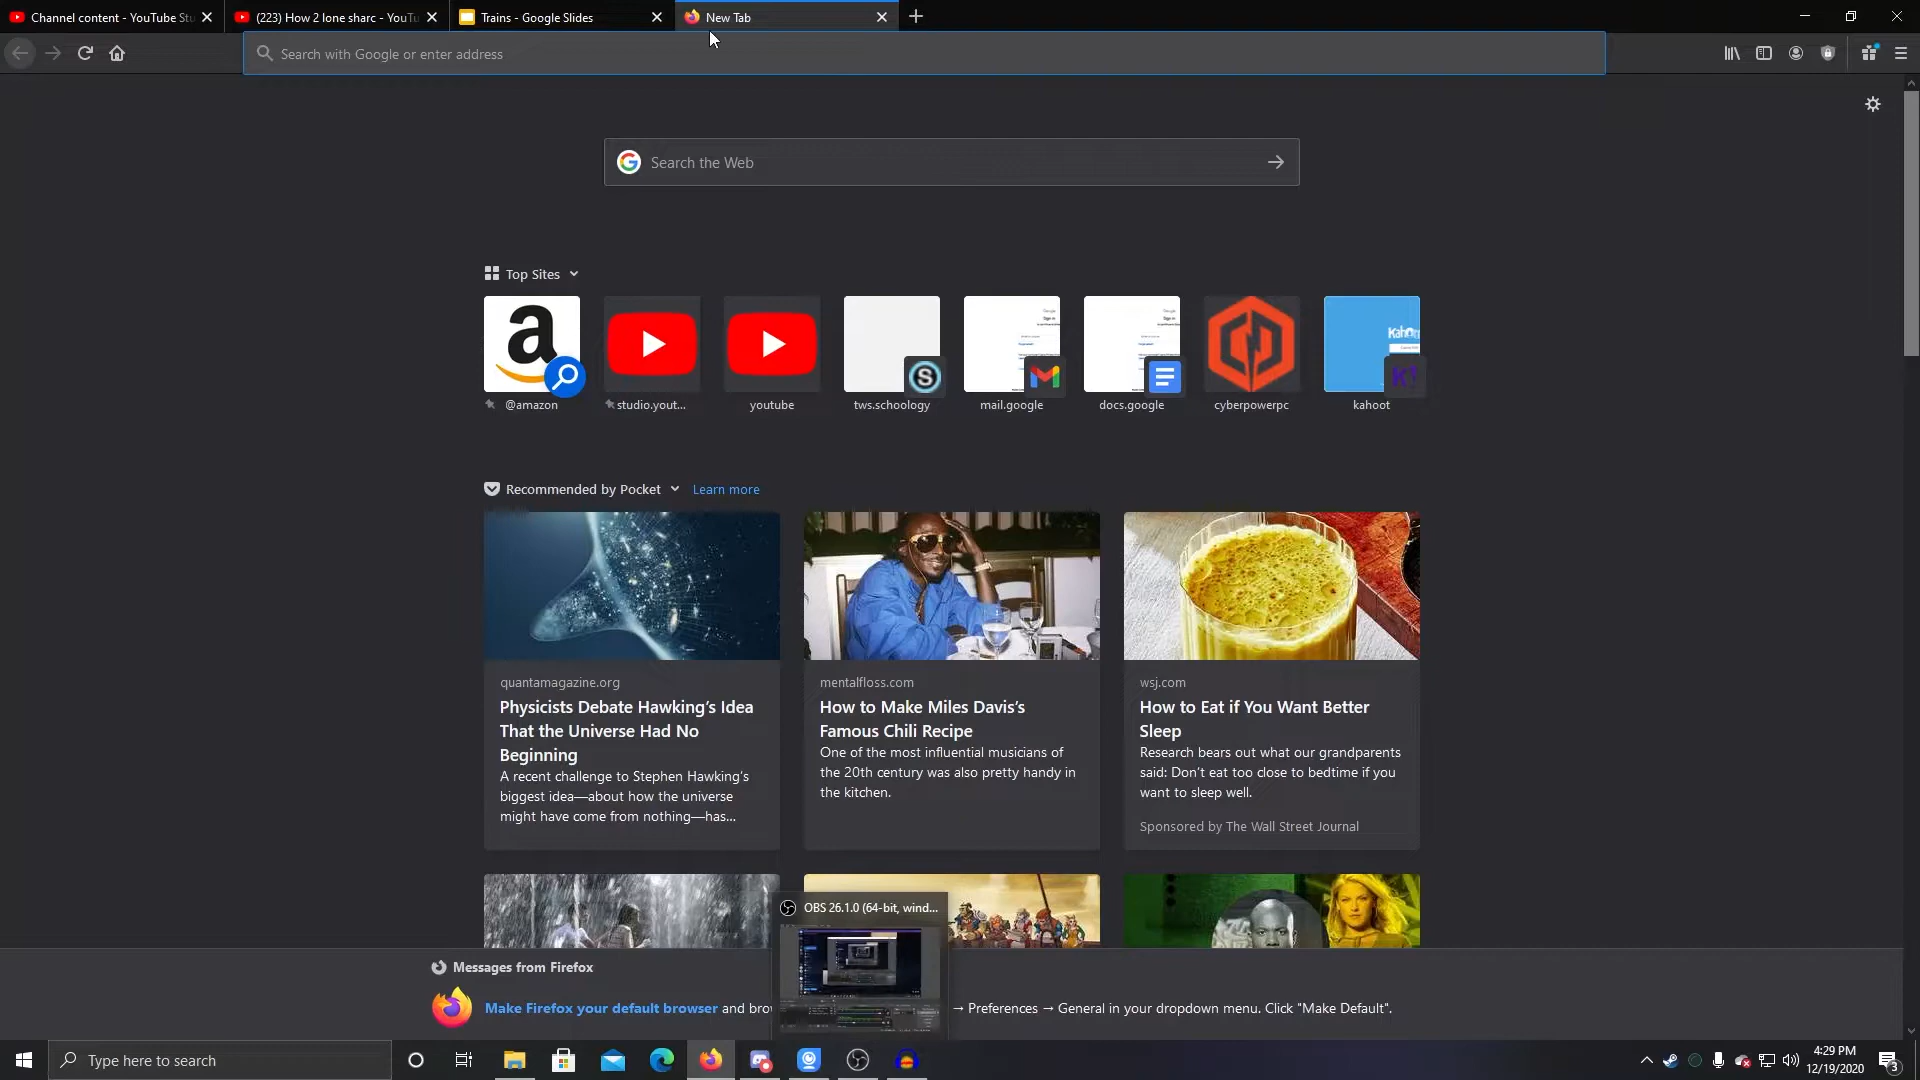 Channel content - YouTube Stu
(223) How 2 lone sharc - YouTu
Trains - Google Slides
New Tab
Search with Google or enter address
Search the Web
Top Sites
@amazon
studio.yout...
youtube
tws.schoology
mail.google
docs.google
cyberpowerpc
kahoot
Recommended by Pocket
Learn more
quantamagazine.org
Physicists Debate Hawking's Idea
That the Universe Had No
Beginning
A recent challenge to Stephen Hawking's
biggest idea—about how the universe
might have come from nothing—has...
mentalfloss.com
How to Make Miles Davis's
Famous Chili Recipe
One of the most influential musicians of
the 20th century was also pretty handy in
the kitchen.
wsj.com
How to Eat if You Want Better
Sleep
Research bears out what our grandparents
said: Don't eat too close to bedtime if you
want to sleep well.
Sponsored by The Wall Street Journal
OBS 26.1.0 (64-bit, wind...
Messages from Firefox
Make Firefox your default browser and brow → Preferences → General in your dropdown menu. Click "Make Default".
Type here to search
4:29 PM
12/19/2020
3